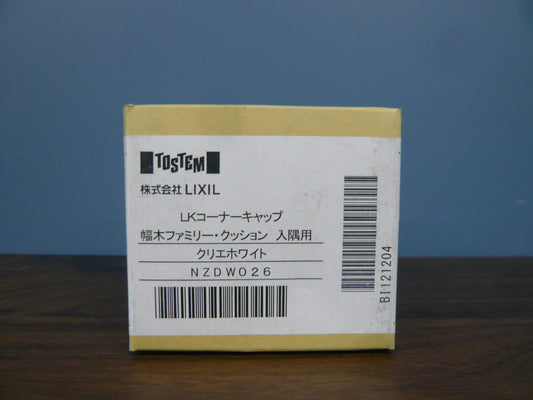 TOSTEM
株式会社 LIXIL
LKコーナーキャップ
幅木ファミリー・クッション 入隅用
クリエホワイト
NZDW026
BI121204